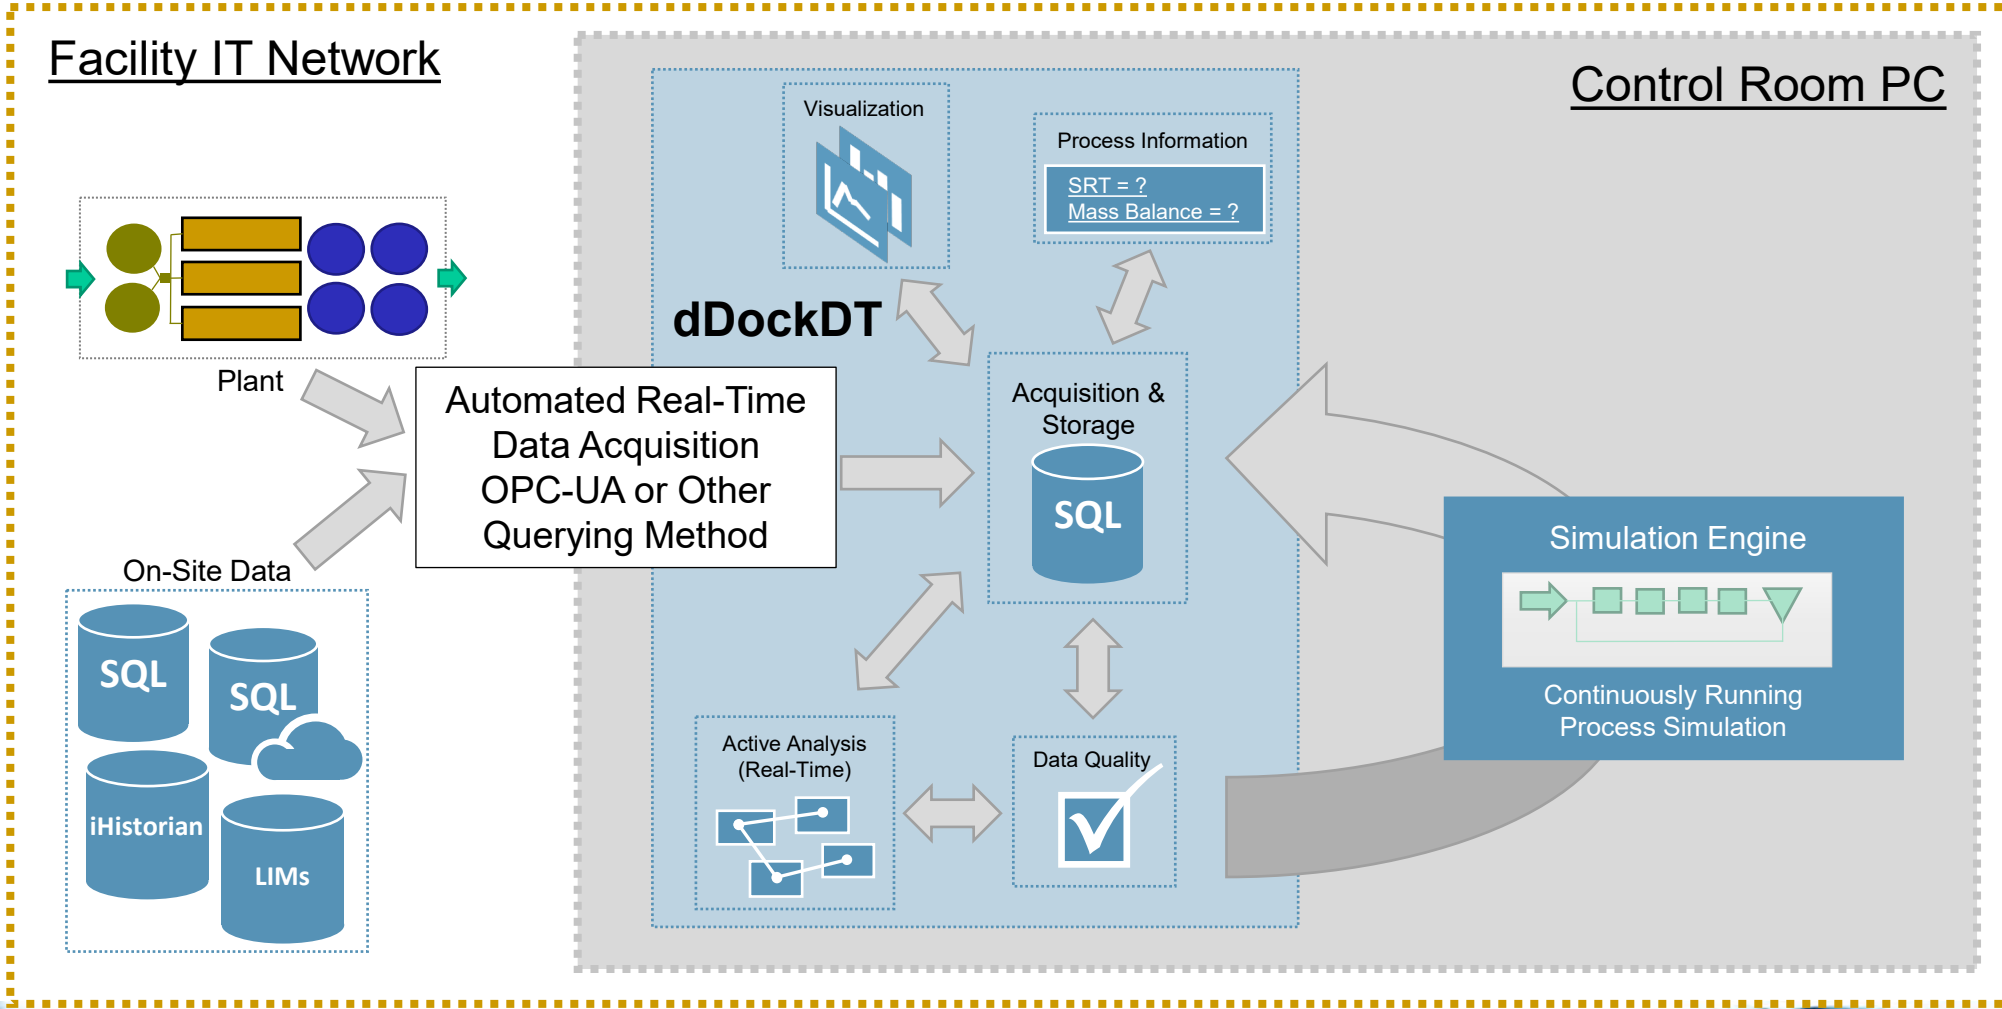 Facility IT Network
Control Room PC
Visualization
Process Information
SRT = ?
Mass Balance = ?
dDockDT
Plant
Automated Real-Time
Data Acquisition
OPC-UA or Other
Querying Method
Acquisition &
Storage
SQL
Simulation Engine
Continuously Running
Process Simulation
On-Site Data
SQL
SQL
iHistorian
LIMs
Active Analysis
(Real-Time)
Data Quality